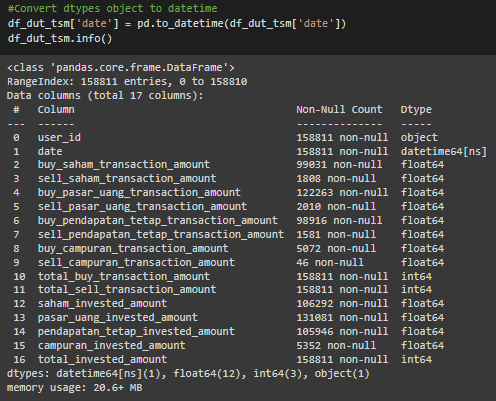 #Convert dtypes object to datetime
df_dut_tsm['date'] = pd.to_datetime(df_dut_tsm['date'])
df_dut_tsm.info()
<class 'pandas.core.frame.DataFrame'>
RangeIndex: 158811 entries, 0 to 158810
Data columns (total 17 columns):
 #   Column                                    Non-Null Count   Dtype
---  ------                                    --------------   -----
 0   user_id                                   158811 non-null  object
 1   date                                      158811 non-null  datetime64[ns]
 2   buy_saham_transaction_amount              99031 non-null   float64
 3   sell_saham_transaction_amount             1808 non-null    float64
 4   buy_pasar_uang_transaction_amount         122263 non-null  float64
 5   sell_pasar_uang_transaction_amount        2010 non-null    float64
 6   buy_pendapatan_tetap_transaction_amount   98916 non-null   float64
 7   sell_pendapatan_tetap_transaction_amount  1581 non-null    float64
 8   buy_campuran_transaction_amount           5072 non-null    float64
 9   sell_campuran_transaction_amount          46 non-null      float64
 10  total_buy_transaction_amount              158811 non-null  int64
 11  total_sell_transaction_amount             158811 non-null  int64
 12  saham_invested_amount                     106292 non-null  float64
 13  pasar_uang_invested_amount                131081 non-null  float64
 14  pendapatan_tetap_invested_amount          105946 non-null  float64
 15  campuran_invested_amount                  5352 non-null    float64
 16  total_invested_amount                     158811 non-null  int64
dtypes: datetime64[ns](1), float64(12), int64(3), object(1)
memory usage: 20.6+ MB